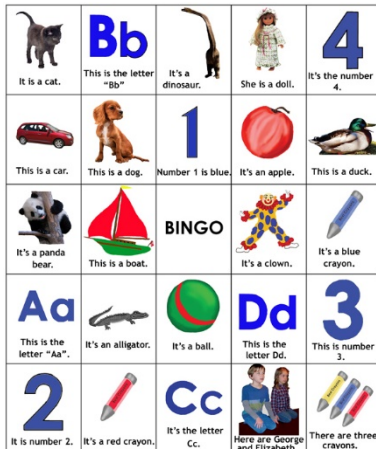 Bb
4
It is a cat.
This is the letter
"Bb"
It's a
dinosaur.
She is a doll.
It's the number
4.
1
This is a car.
This is a dog.
Number 1 is blue.
It's an apple.
This is a duck.
BINGO
It's a panda
bear.
This is a boat.
It's a clown.
It's a blue
crayon.
Aa
Dd
3
This is the
letter "Aa".
It's an alligator.
It's a ball.
This is the
letter Dd.
This is number
3.
2
Cc
It is number 2.
It's a red crayon.
It's the letter
Cc.
Here are George
and Elizabeth
There are three
crayons.